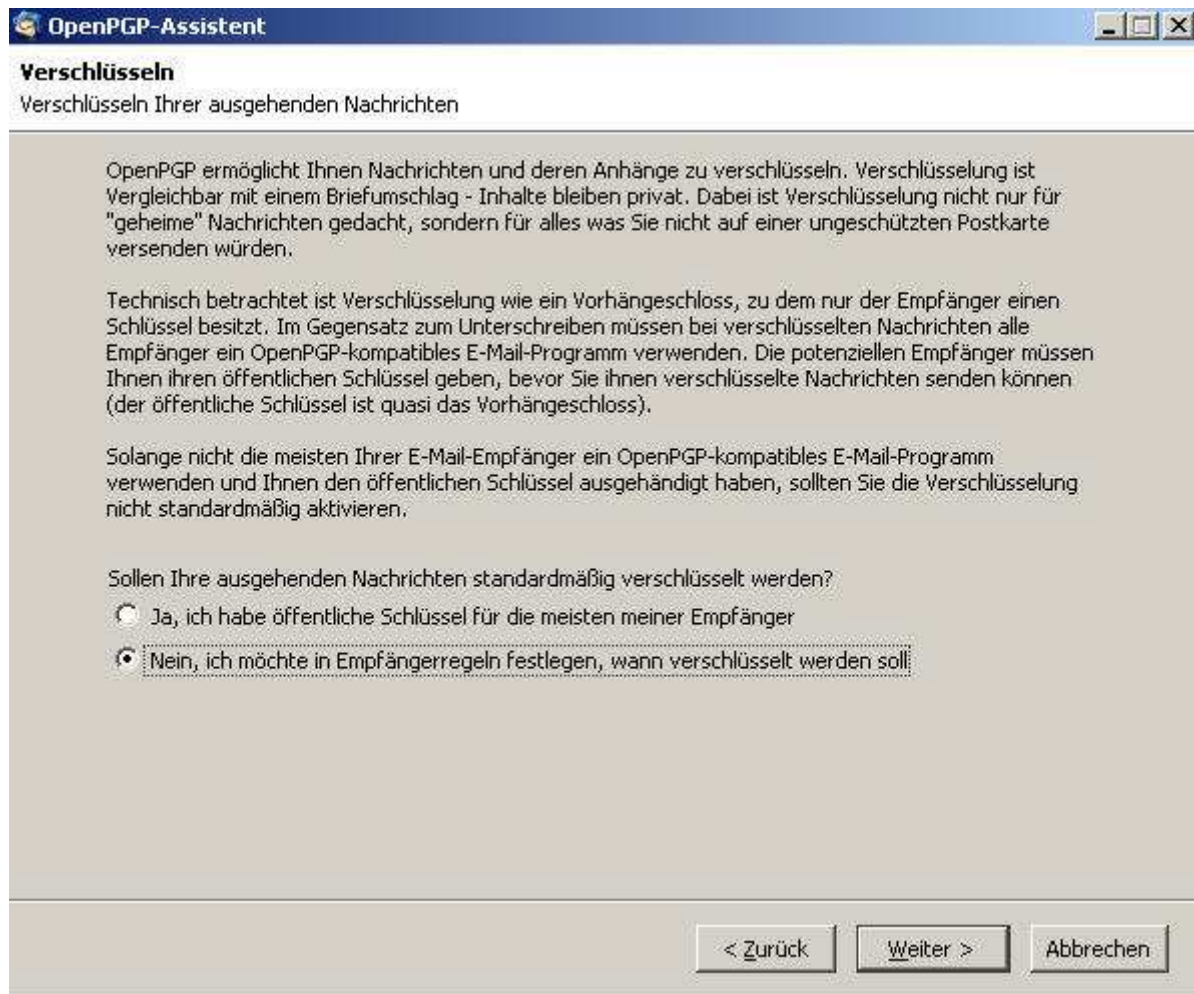 OpenPGP-Assistent
Verschlüsseln
Verschlüsseln Ihrer ausgehenden Nachrichten
OpenPGP ermöglicht Ihnen Nachrichten und deren Anhänge zu verschlüsseln. Verschlüsselung ist
Vergleichbar mit einem Briefumschlag - Inhalte bleiben privat. Dabei ist Verschlüsselung nicht nur für
"geheime" Nachrichten gedacht, sondern für alles was Sie nicht auf einer ungeschützten Postkarte
versenden würden.
Technisch betrachtet ist Verschlüsselung wie ein Vorhängeschloss, zu dem nur der Empfänger einen
Schlüssel besitzt. Im Gegensatz zum Unterschreiben müssen bei verschlüsselten Nachrichten alle
Empfänger ein OpenPGP-kompatibles E-Mail-Programm verwenden. Die potenziellen Empfänger müssen
Ihnen ihren öffentlichen Schlüssel geben, bevor Sie ihnen verschlüsselte Nachrichten senden können
(der öffentliche Schlüssel ist quasi das Vorhängeschloss).
Solange nicht die meisten Ihrer E-Mail-Empfänger ein OpenPGP-kompatibles E-Mail-Programm
verwenden und Ihnen den öffentlichen Schlüssel ausgehändigt haben, sollten Sie die Verschlüsselung
nicht standardmäßig aktivieren.
Sollen Ihre ausgehenden Nachrichten standardmäßig verschlüsselt werden?
Ja, ich habe öffentliche Schlüssel für die meisten meiner Empfänger
Nein, ich möchte in Empfängerregeln festlegen, wann verschlüsselt werden soll
< Zurück Weiter > Abbrechen